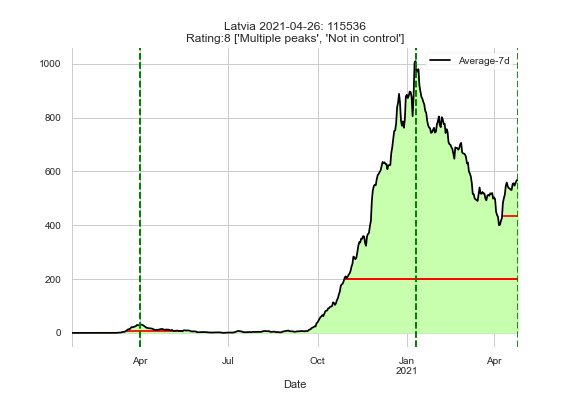 Latvia 2021-04-26: 115536
Rating:8 ['Multiple peaks', 'Not in control']
Average-7d
1000
800
600
400
200
0
Apr
Jul
Oct
Jan
2021
Apr
Date